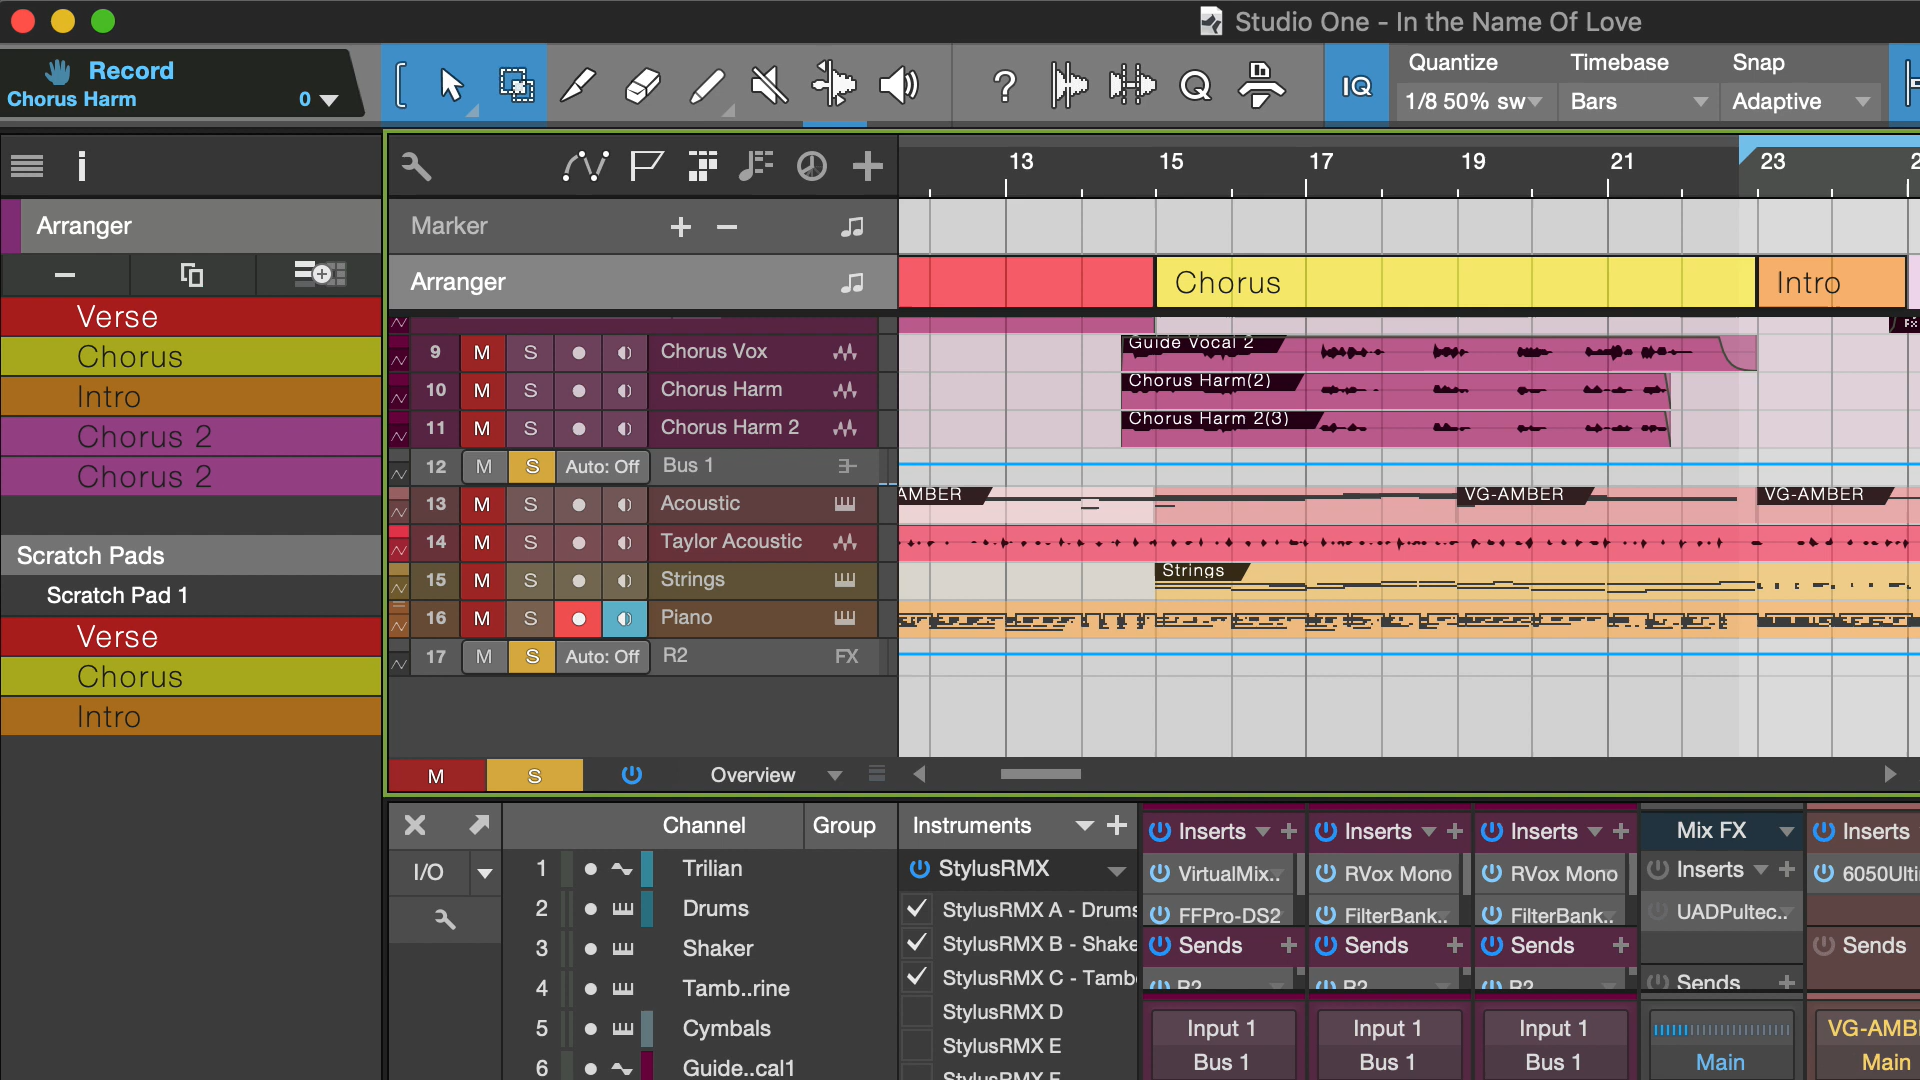 Studio One - In the Name Of Love
Record
Chorus Harm 0
?
Q
IQ
Quantize Timebase Snap
1/8 50% sw Bars Adaptive
i
13 15 17 19 21 23
Arranger
Marker + −
Arranger
Chorus Intro
Verse
Chorus
Intro
Chorus 2
Chorus 2
Scratch Pads
Scratch Pad 1
Verse
Chorus
Intro
9 M S Chorus Vox
10 M S Chorus Harm
11 M S Chorus Harm 2
12 M S Auto: Off Bus 1
13 M S Acoustic
14 M S Taylor Acoustic
15 M S Strings
16 M S Piano
17 M S Auto: Off R2 FX
Guide Vocal 2
Chorus Harm(2)
Chorus Harm 2(3)
AMBER VG-AMBER VG-AMBER
Strings
M S Overview
Channel Group
I/O
1 Trilian
2 Drums
3 Shaker
4 Tamb..rine
5 Cymbals
6 Guide..cal1
Instruments
StylusRMX
StylusRMX A - Drums
StylusRMX B - Shake
StylusRMX C - Tambo
StylusRMX D
StylusRMX E
StylusRMX F
Inserts
VirtualMix..
FFPro-DS2
Sends
R2
Input 1
Bus 1
Inserts
RVox Mono
FilterBank..
Sends
R2
Input 1
Bus 1
Inserts
RVox Mono
FilterBank..
Sends
R2
Input 1
Bus 1
Mix FX
Inserts
UADPultec..
Sends
Main
Inserts
6050Ulti
Sends
VG-AMB
Main